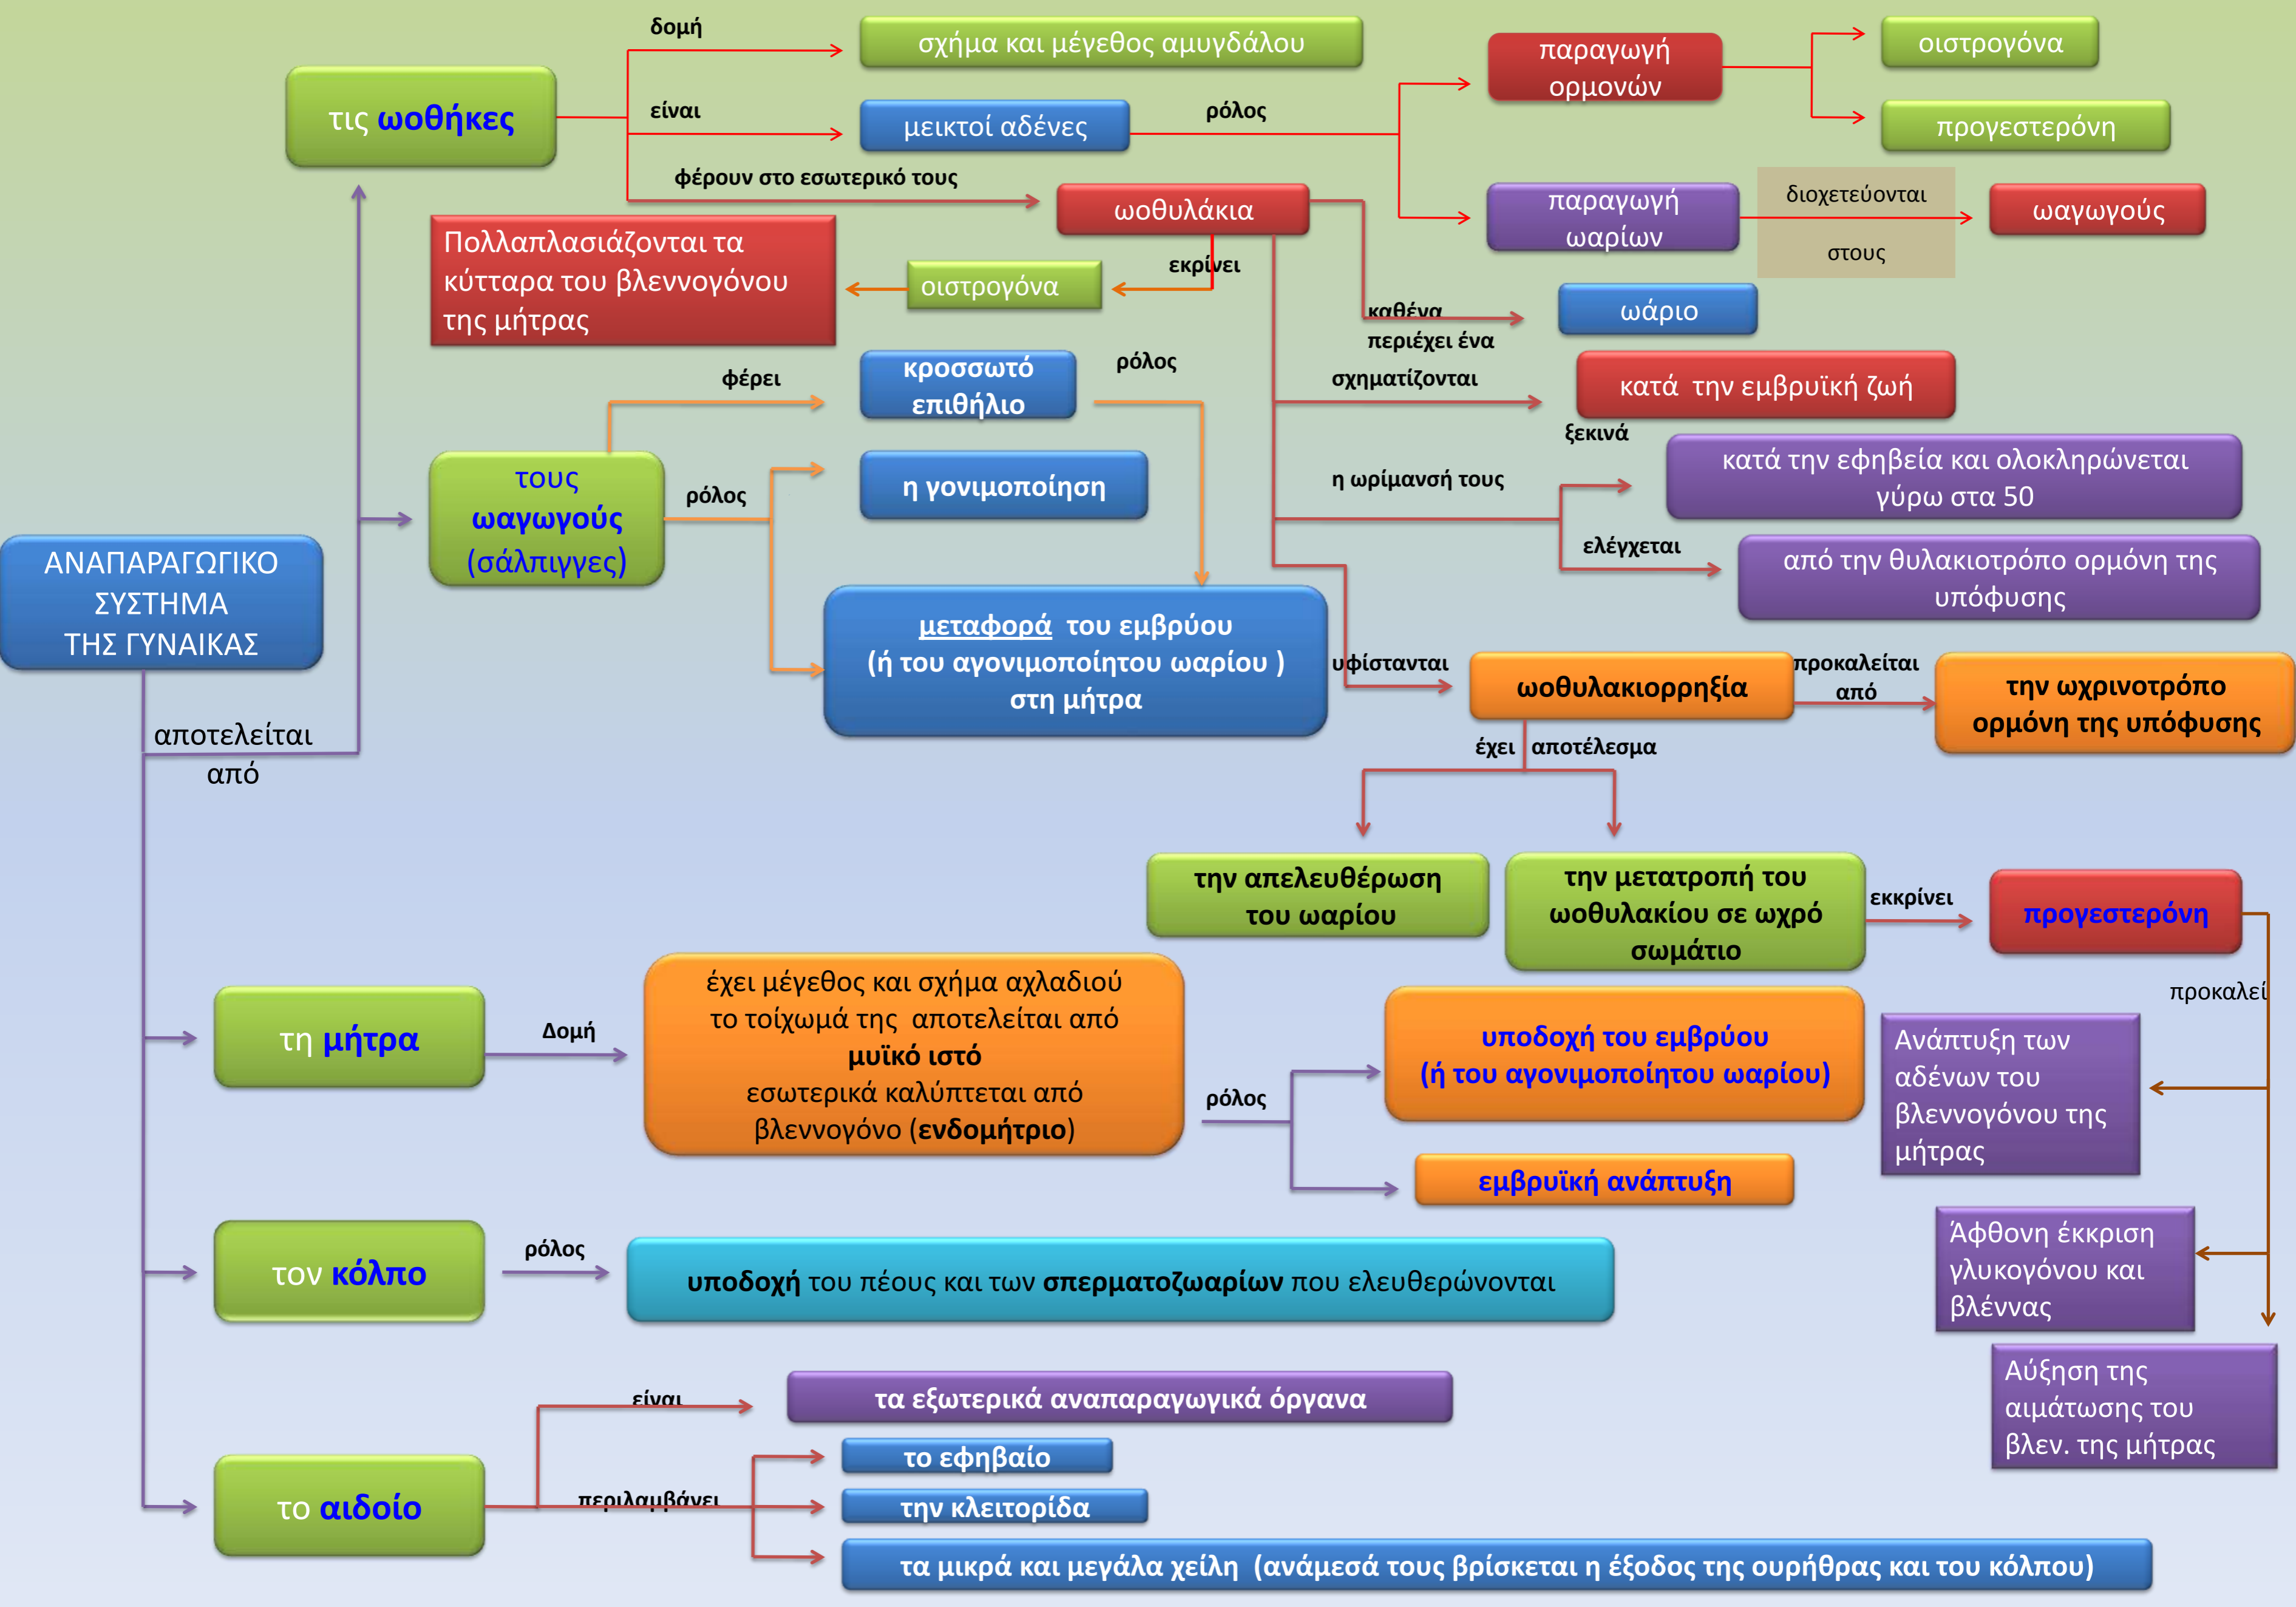 δομή
σχήμα και μέγεθος αμυγδάλου
παραγωγή
ορμονών
οιστρογόνα
τις ωοθήκες
είναι
μεικτοί αδένες
ρόλος
προγεστερόνη
φέρουν στο εσωτερικό τους
ωοθυλάκια
παραγωγή
ωαρίων
διοχετεύονται
στους
ωαγωγούς
Πολλαπλασιάζονται τα
κύτταρα του βλεννογόνου
της μήτρας
οιστρογόνα
εκρίνει
καθένα
περιέχει ένα
ωάριο
φέρει
κροσσωτό
επιθήλιο
ρόλος
σχηματίζονται
κατά την εμβρυϊκή ζωή
τους
ωαγωγούς
(σάλπιγγες)
ρόλος
η γονιμοποίηση
η ωρίμανσή τους
ξεκινά
κατά την εφηβεία και ολοκληρώνεται
γύρω στα 50
ελέγχεται
από την θυλακιοτρόπο ορμόνη της
υπόφυσης
ΑΝΑΠΑΡΑΓΩΓΙΚΟ
ΣΥΣΤΗΜΑ
ΤΗΣ ΓΥΝΑΙΚΑΣ
μεταφορά του εμβρύου
(ή του αγονιμοποίητου ωαρίου )
στη μήτρα
υφίστανται
ωοθυλακιορρηξία
προκαλείται
από
την ωχρινοτρόπο
ορμόνη της υπόφυσης
αποτελείται
από
έχει αποτέλεσμα
την απελευθέρωση
του ωαρίου
την μετατροπή του
ωοθυλακίου σε ωχρό
σωμάτιο
εκκρίνει
προγεστερόνη
προκαλεί
τη μήτρα
Δομή
έχει μέγεθος και σχήμα αχλαδιού
το τοίχωμά της αποτελείται από
μυϊκό ιστό
εσωτερικά καλύπτεται από
βλεννογόνο (ενδομήτριο)
ρόλος
υποδοχή του εμβρύου
(ή του αγονιμοποίητου ωαρίου)
εμβρυϊκή ανάπτυξη
Ανάπτυξη των
αδένων του
βλεννογόνου της
μήτρας
Άφθονη έκκριση
γλυκογόνου και
βλέννας
Αύξηση της
αιμάτωσης του
βλεν. της μήτρας
τον κόλπο
ρόλος
υποδοχή του πέους και των σπερματοζωαρίων που ελευθερώνονται
το αιδοίο
είναι
τα εξωτερικά αναπαραγωγικά όργανα
περιλαμβάνει
το εφηβαίο
την κλειτορίδα
τα μικρά και μεγάλα χείλη (ανάμεσά τους βρίσκεται η έξοδος της ουρήθρας και του κόλπου)